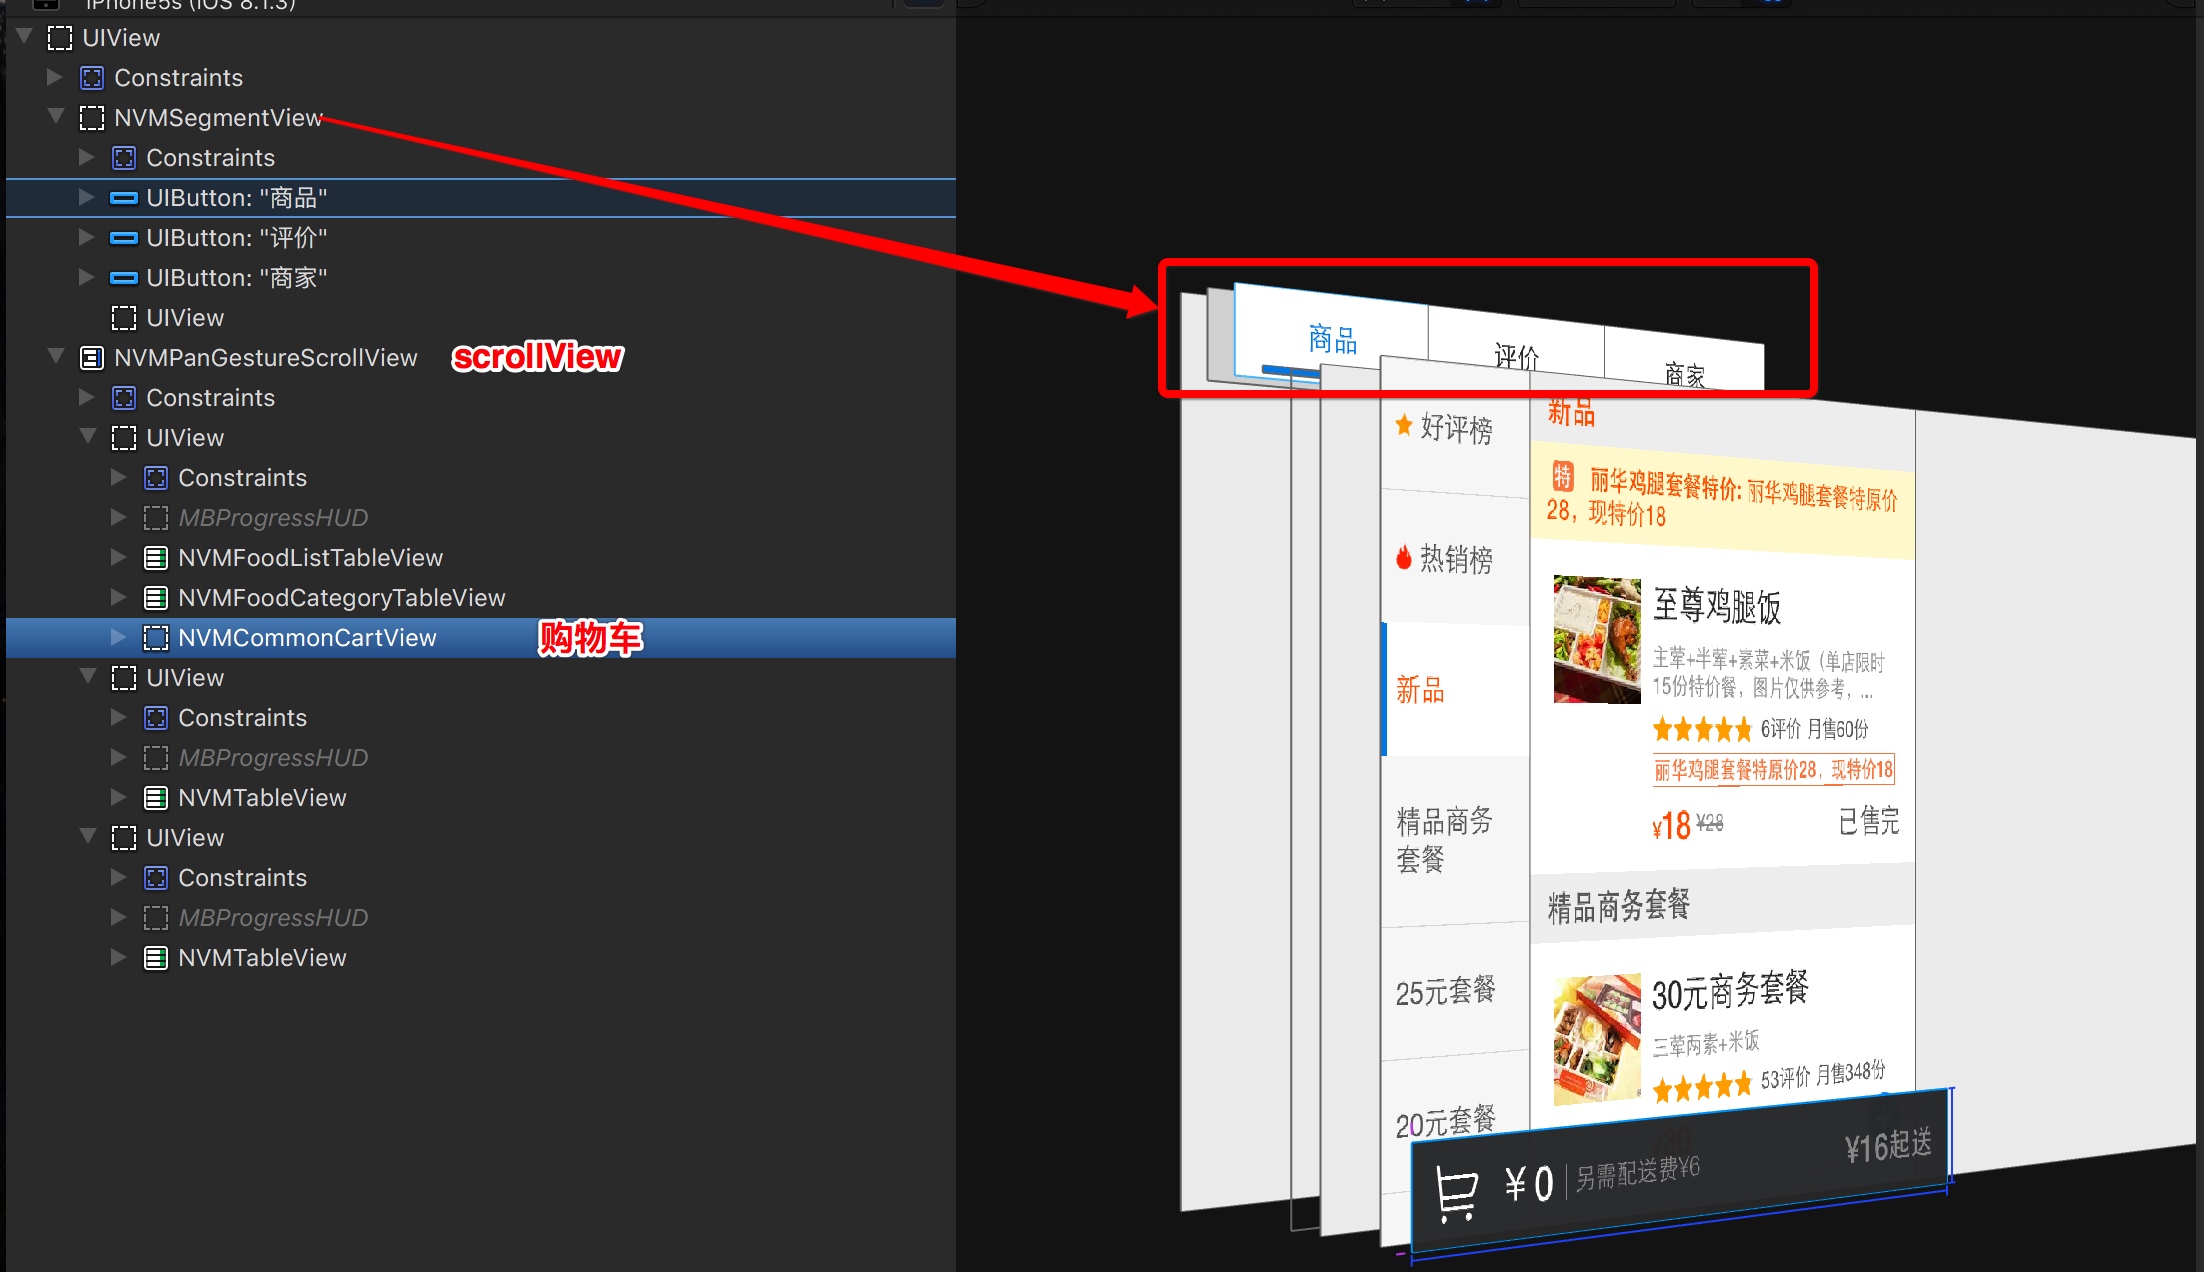 iPhone5s (iOS 8.1.3)
UIView
Constraints
NVMSegmentView
Constraints
UIButton: "商品"
UIButton: "评价"
UIButton: "商家"
UIView
NVMPanGestureScrollView scrollView
Constraints
UIView
Constraints
MBProgressHUD
NVMFoodListTableView
NVMFoodCategoryTableView
NVMCommonCartView 购物车
UIView
Constraints
MBProgressHUD
NVMTableView
UIView
Constraints
MBProgressHUD
NVMTableView
商品
评价
商家
好评榜
热销榜
新品
精品商务
套餐
25元套餐
20元套餐
新品
特 丽华鸡腿套餐特价: 丽华鸡腿套餐特原价
28，现特价18
至尊鸡腿饭
主荤+半荤+素菜+米饭（单店限时
15份特价餐，图片仅供参考，...
6评价 月售60份
丽华鸡腿套餐特原价28，现特价18
¥18 ¥28 已售完
精品商务套餐
30元商务套餐
三荤两素+米饭
53评价 月售348份
¥30
¥0 另需配送费¥6 ¥16起送